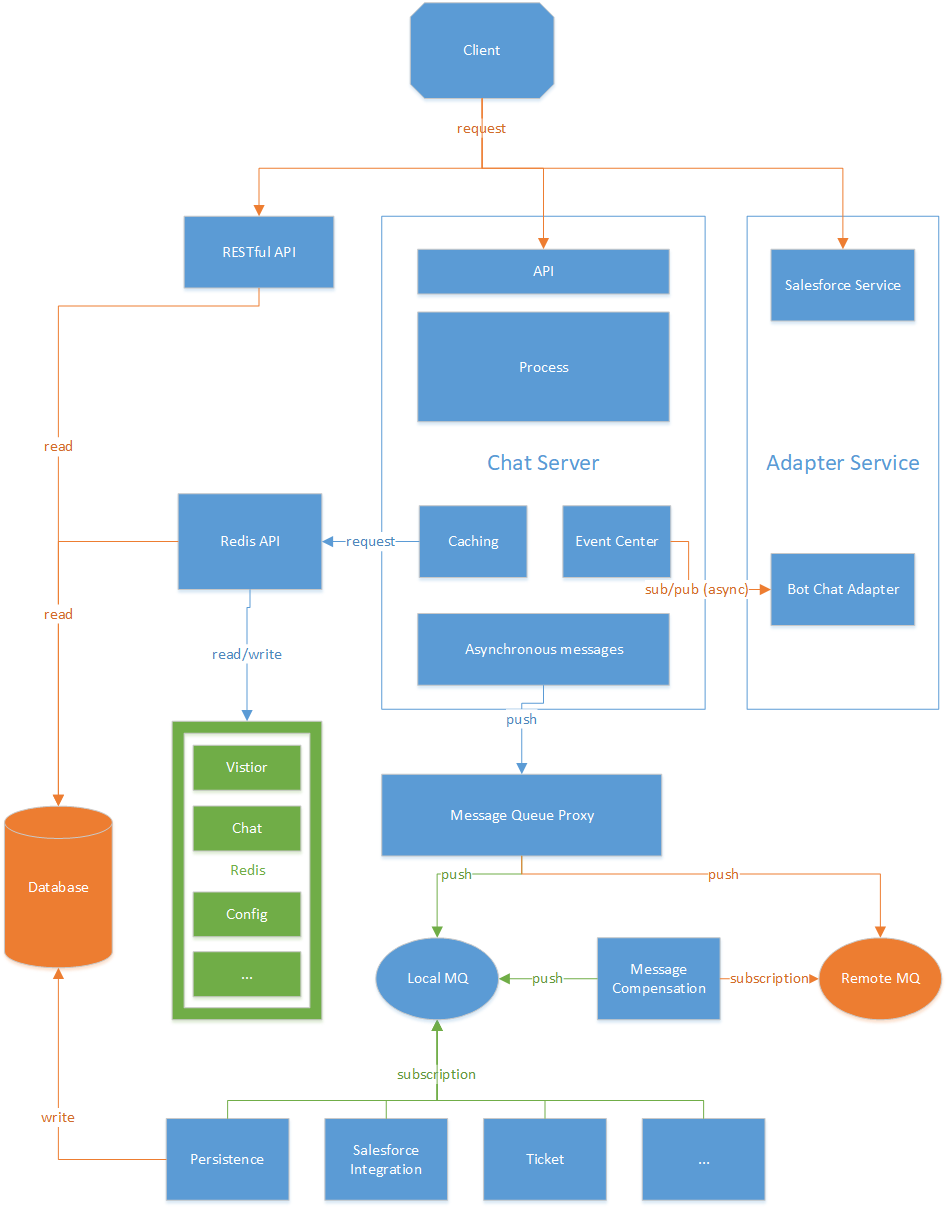 Client
request
RESTful API
API
Salesforce Service
Process
read
Chat Server
Adapter Service
Redis API
request
Caching
Event Center
sub/pub (async)
Bot Chat Adapter
read
read/write
Asynchronous messages
push
Vistior
Chat
Redis
Config
...
Message Queue Proxy
Database
push
push
Local MQ
push
Message
Compensation
subscription
Remote MQ
subscription
write
Persistence
Salesforce
Integration
Ticket
...